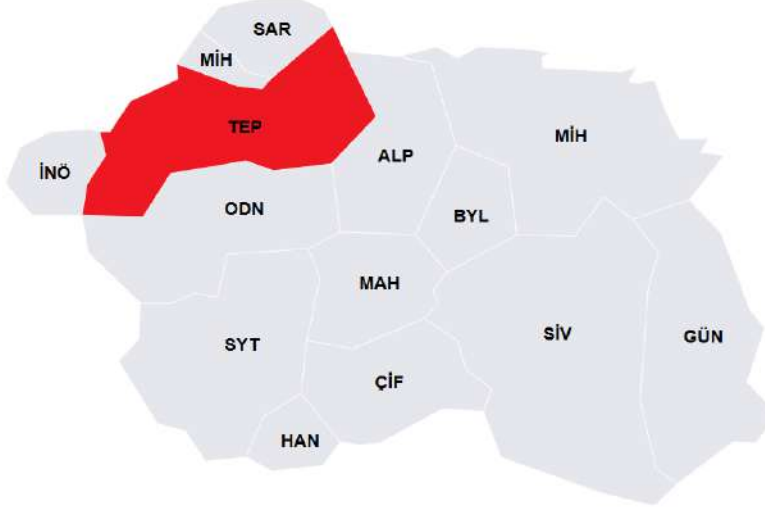 SAR
MİH
TEP
ALP
MİH
İNÖ
ODN
BYL
MAH
SİV
GÜN
SYT
ÇİF
HAN